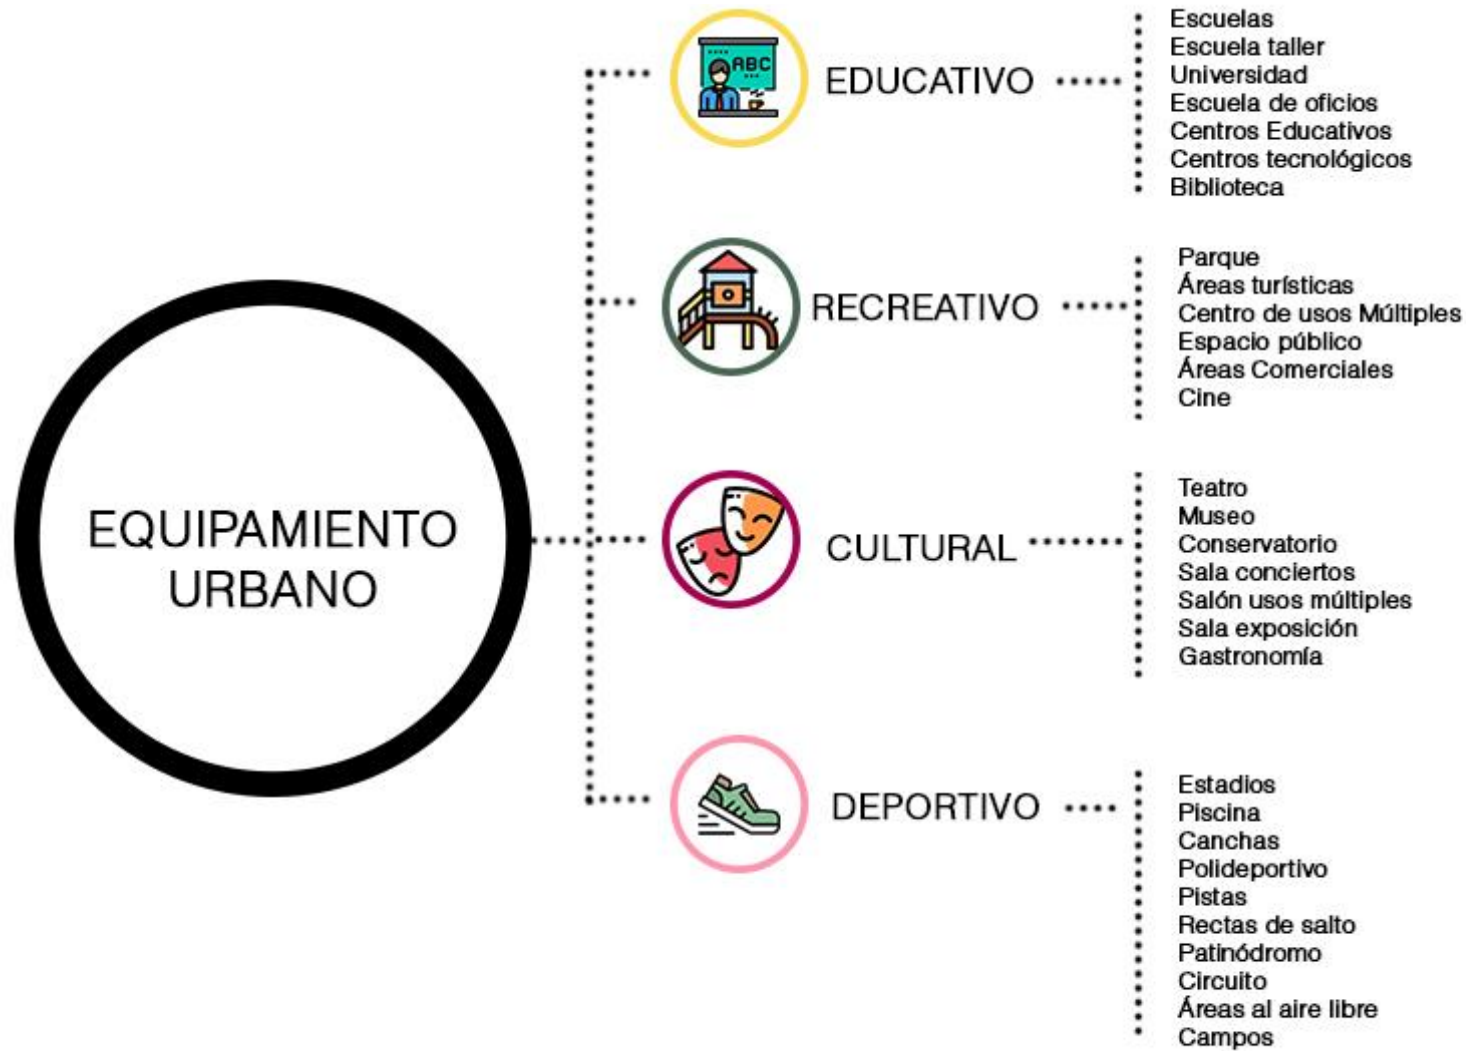 EQUIPAMIENTO
URBANO
ABC
EDUCATIVO
Escuelas
Escuela taller
Universidad
Escuela de oficios
Centros Educativos
Centros tecnológicos
Biblioteca
RECREATIVO
Parque
Áreas turísticas
Centro de usos Múltiples
Espacio público
Áreas Comerciales
Cine
CULTURAL
Teatro
Museo
Conservatorio
Sala conciertos
Salón usos múltiples
Sala exposición
Gastronomía
DEPORTIVO
Estadios
Piscina
Canchas
Polideportivo
Pistas
Rectas de salto
Patinódromo
Circuito
Áreas al aire libre
Campos